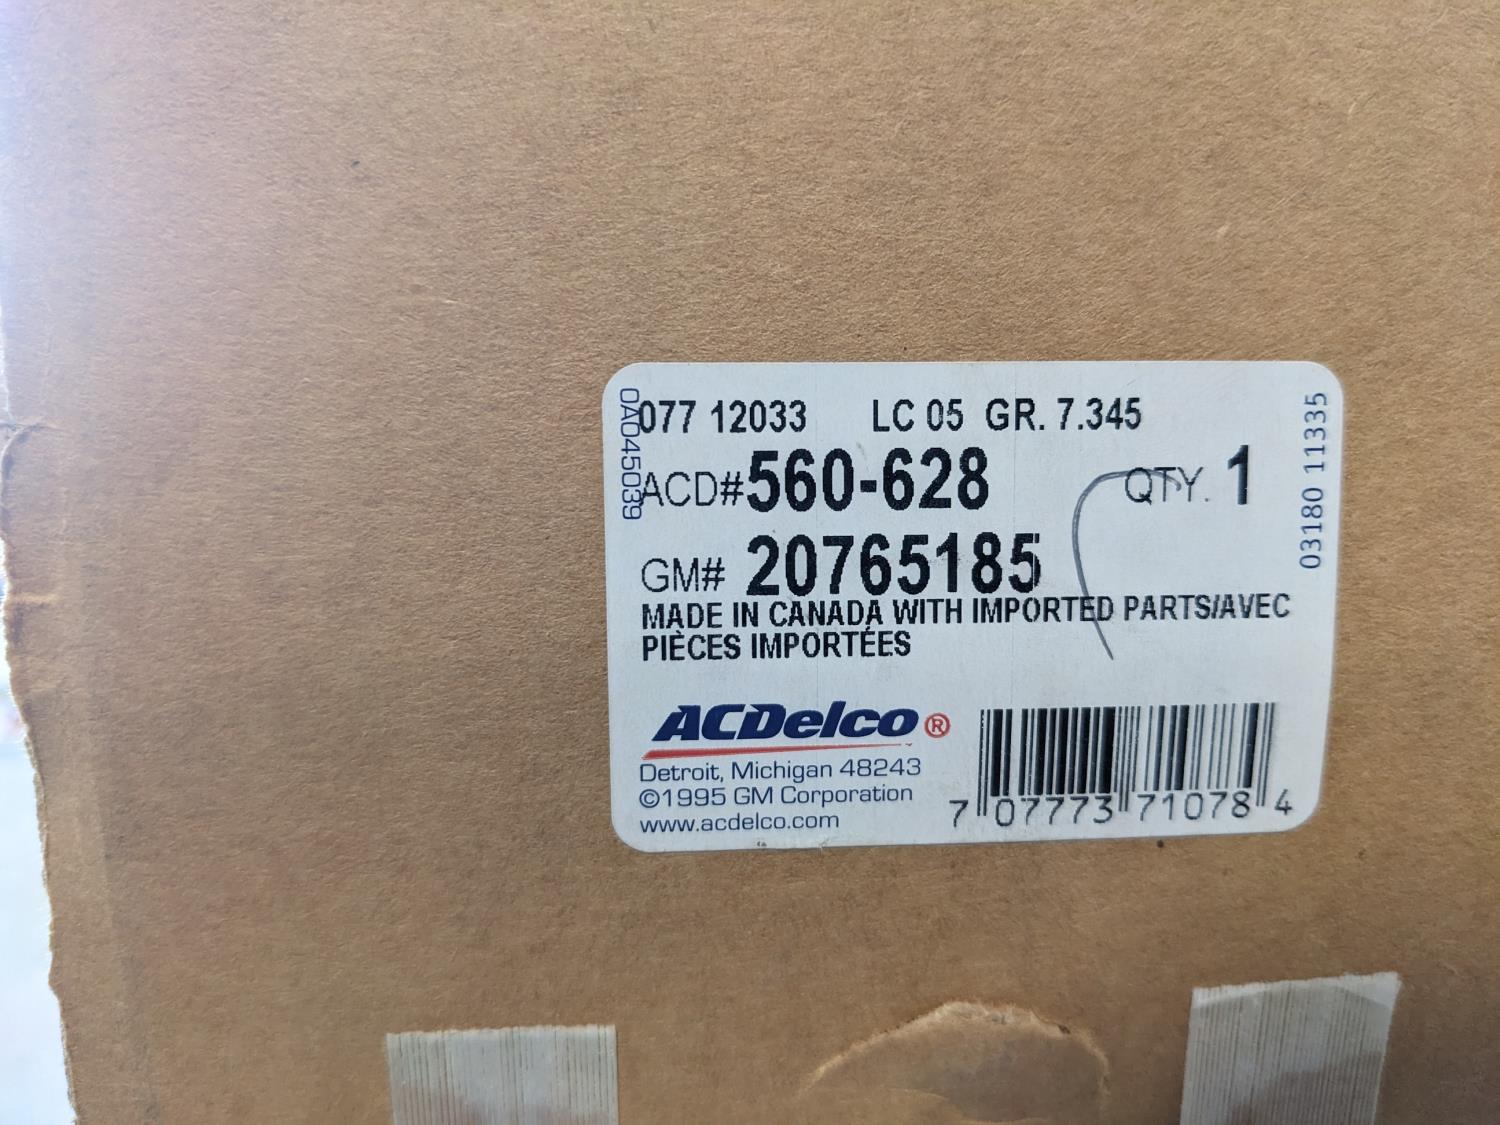 077 12033 LC 05 GR. 7.345
ACD#560-628 QTY. 1
GM# 20765185
MADE IN CANADA WITH IMPORTED PARTS/AVEC
PIÈCES IMPORTÉES
ACDelco®
Detroit, Michigan 48243
©1995 GM Corporation
www.acdelco.com
7 07773 71078 4
0A045039
03180 11335